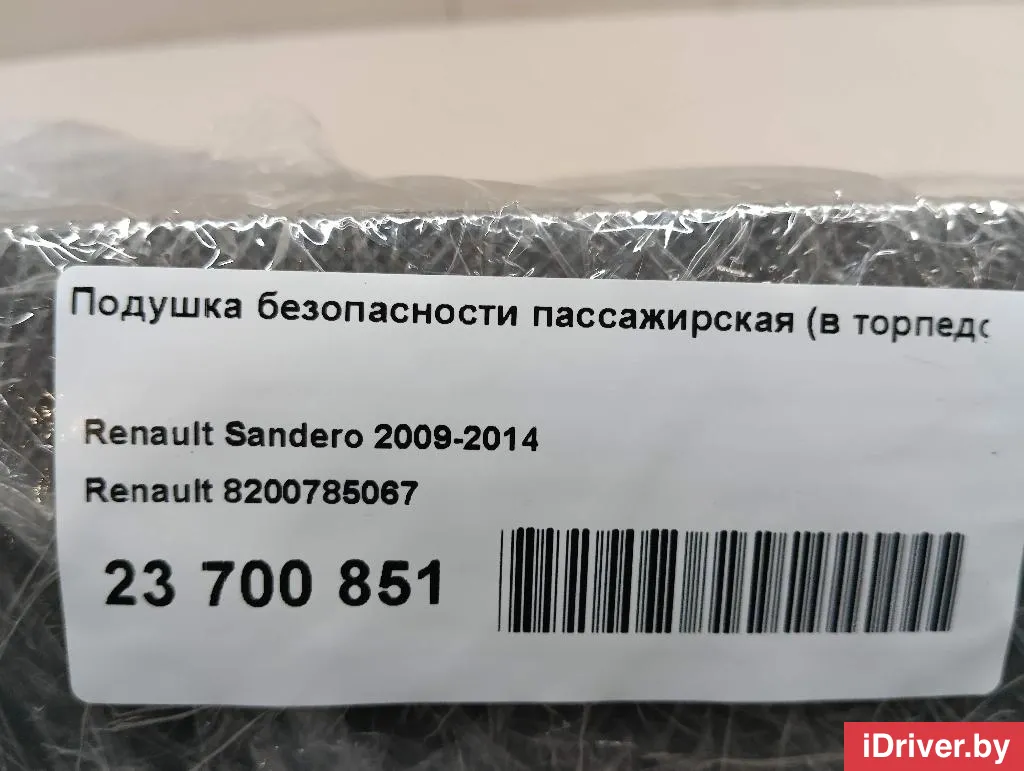 Подушка безопасности пассажирская (в торпедо
Renault Sandero 2009-2014
Renault 8200785067
23 700 851
iDriver.by